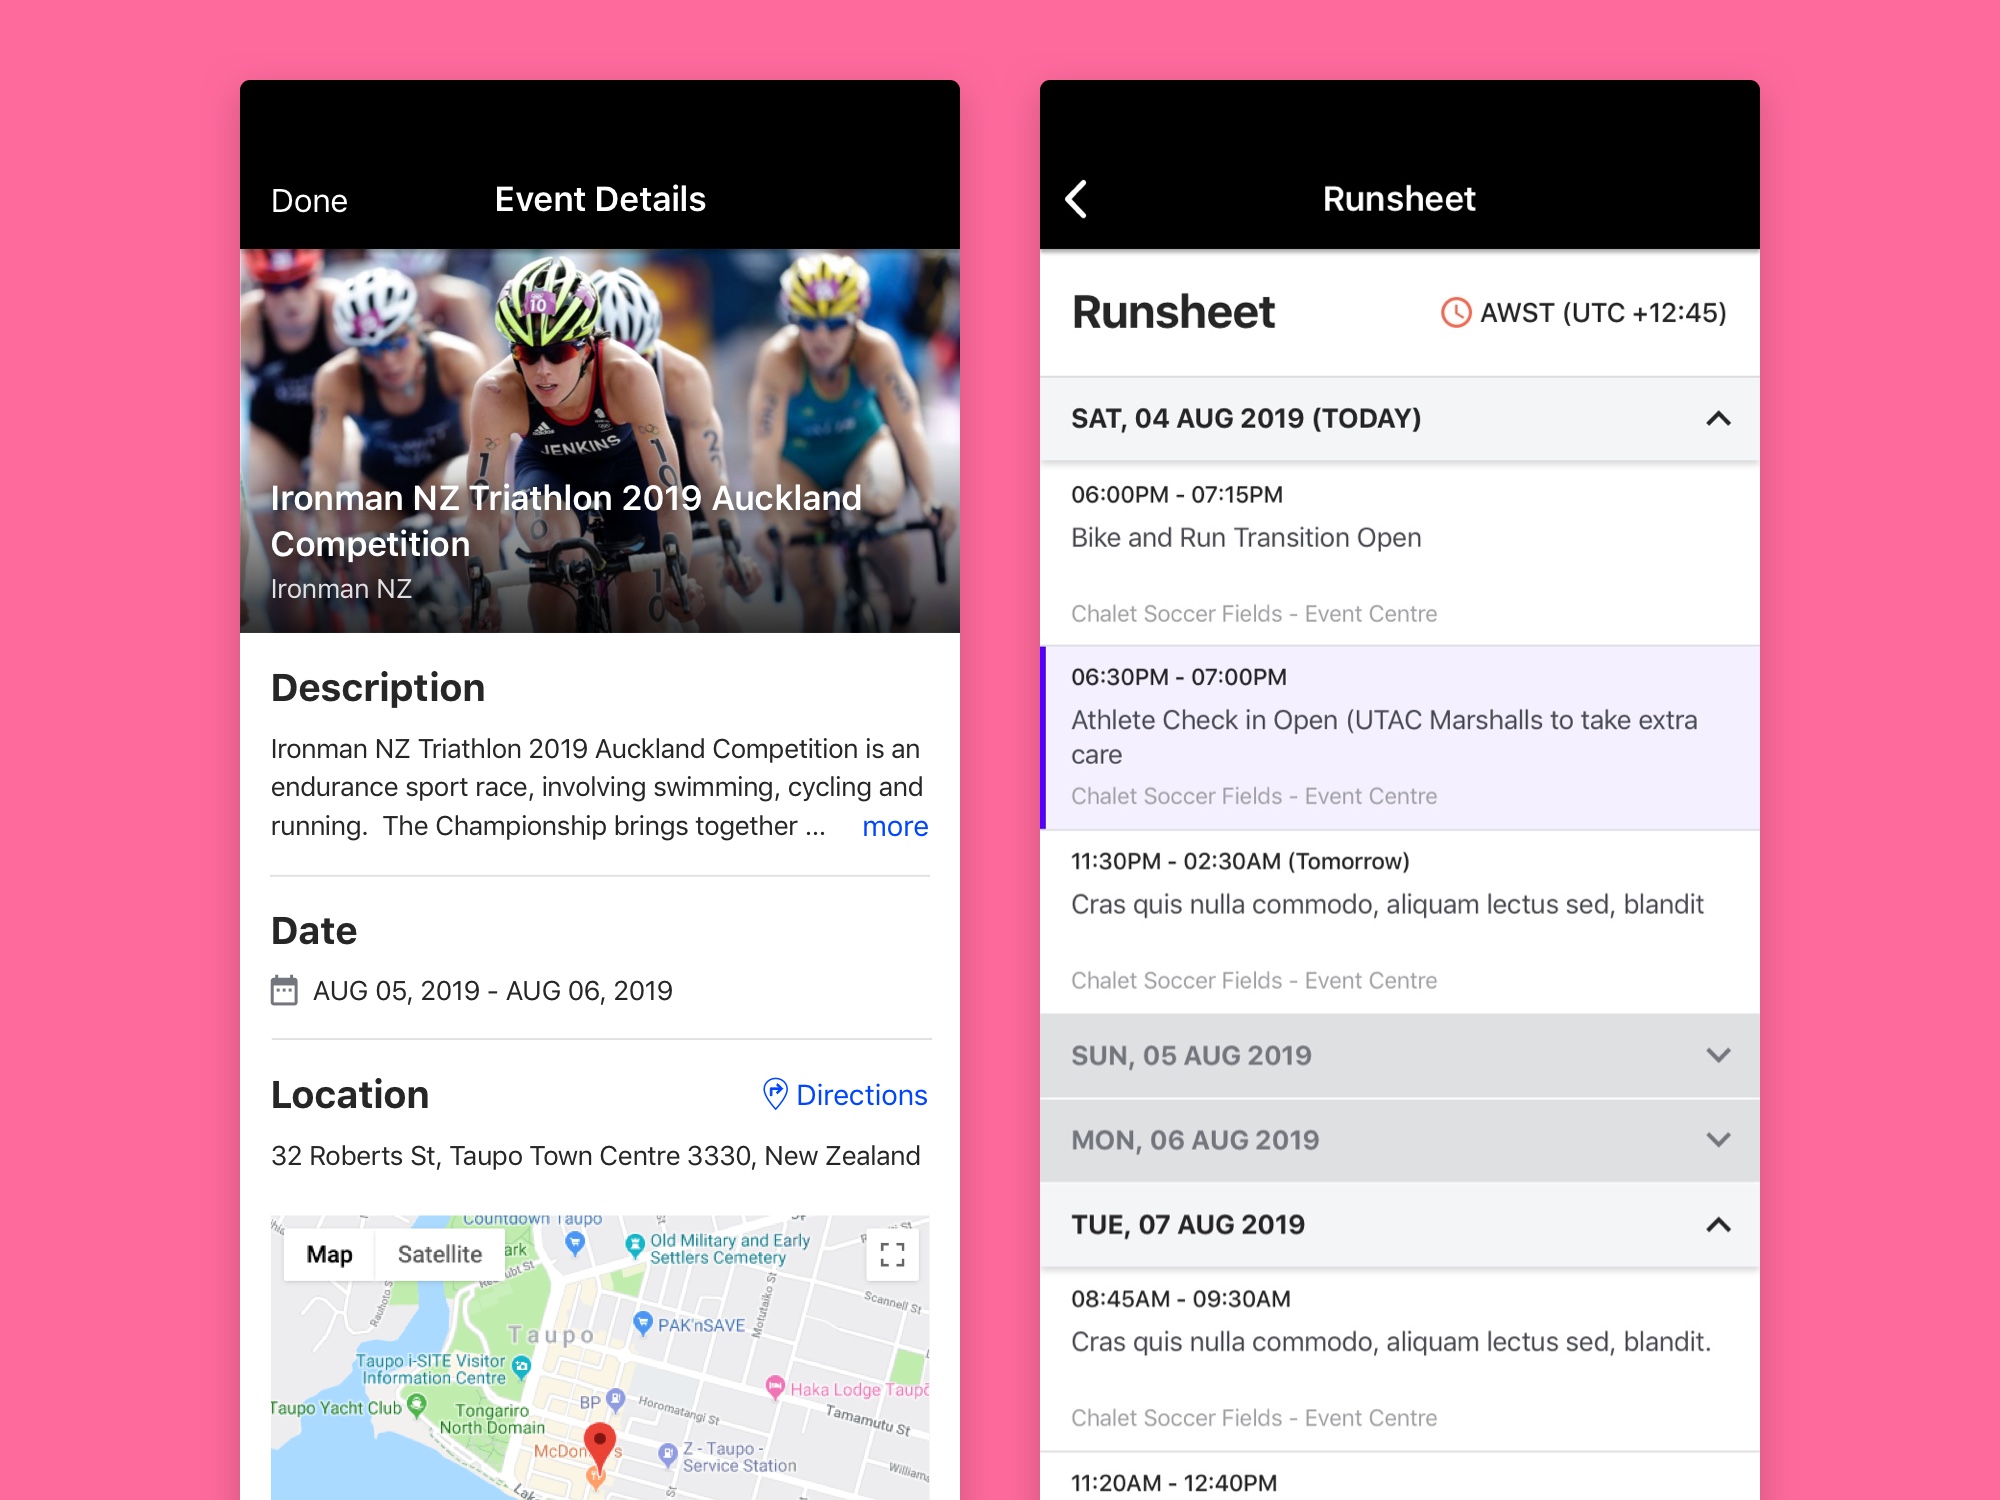 Done
Event Details
10
JENKINS
Ironman NZ Triathlon 2019 Auckland
Competition
Ironman NZ
Description
Ironman NZ Triathlon 2019 Auckland Competition is an
endurance sport race, involving swimming, cycling and
running.  The Championship brings together ... more
Date
AUG 05, 2019 - AUG 06, 2019
Location
Directions
32 Roberts St, Taupo Town Centre 3330, New Zealand
Map
Satellite
Countdown Taupo
Old Military and Early
Settlers Cemetery
Scannell St
Motutaiko St
PAK'nSAVE
Taupo
Taupo i-SITE Visitor
Information Centre
Haka Lodge Taupō
Taupo Yacht Club
Tongariro
North Domain
BP
Horomatangi St
Tamamutu St
Z - Taupo -
Service Station
Runsheet
Runsheet
AWST (UTC +12:45)
SAT, 04 AUG 2019 (TODAY)
06:00PM - 07:15PM
Bike and Run Transition Open
Chalet Soccer Fields - Event Centre
06:30PM - 07:00PM
Athlete Check in Open (UTAC Marshalls to take extra
care
Chalet Soccer Fields - Event Centre
11:30PM - 02:30AM (Tomorrow)
Cras quis nulla commodo, aliquam lectus sed, blandit
Chalet Soccer Fields - Event Centre
SUN, 05 AUG 2019
MON, 06 AUG 2019
TUE, 07 AUG 2019
08:45AM - 09:30AM
Cras quis nulla commodo, aliquam lectus sed, blandit.
Chalet Soccer Fields - Event Centre
11:20AM - 12:40PM